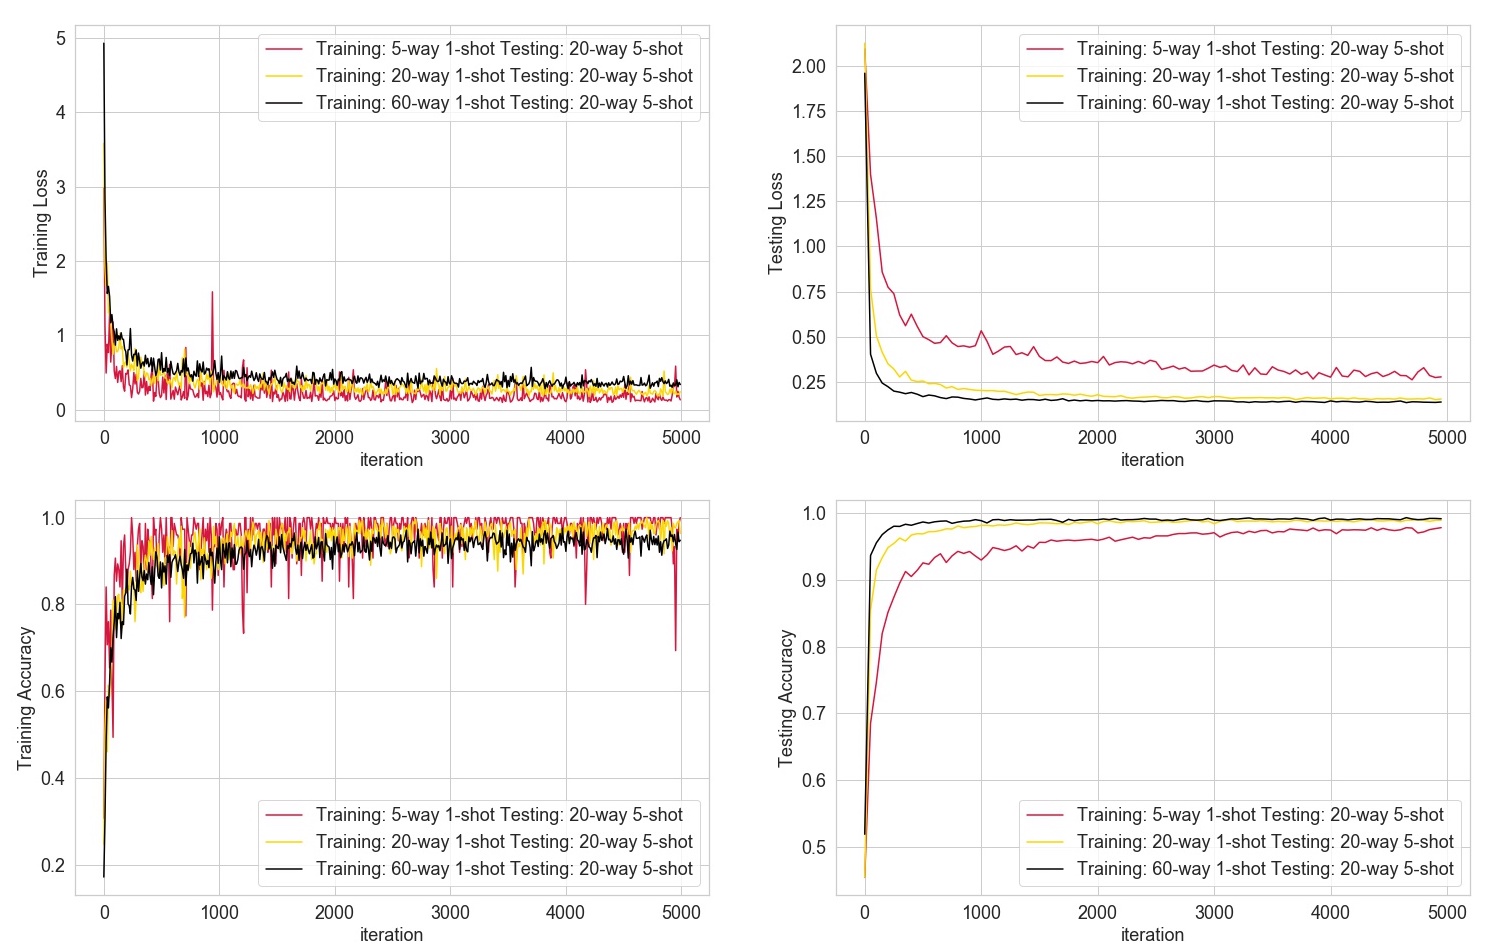 5
4
3
2
1
0
Training Loss
Training: 5-way 1-shot Testing: 20-way 5-shot
Training: 20-way 1-shot Testing: 20-way 5-shot
Training: 60-way 1-shot Testing: 20-way 5-shot
0 1000 2000 3000 4000 5000
iteration
2.00
1.75
1.50
1.25
1.00
0.75
0.50
0.25
Testing Loss
Training: 5-way 1-shot Testing: 20-way 5-shot
Training: 20-way 1-shot Testing: 20-way 5-shot
Training: 60-way 1-shot Testing: 20-way 5-shot
0 1000 2000 3000 4000 5000
iteration
1.0
0.8
0.6
0.4
0.2
Training Accuracy
Training: 5-way 1-shot Testing: 20-way 5-shot
Training: 20-way 1-shot Testing: 20-way 5-shot
Training: 60-way 1-shot Testing: 20-way 5-shot
0 1000 2000 3000 4000 5000
iteration
1.0
0.9
0.8
0.7
0.6
0.5
Testing Accuracy
Training: 5-way 1-shot Testing: 20-way 5-shot
Training: 20-way 1-shot Testing: 20-way 5-shot
Training: 60-way 1-shot Testing: 20-way 5-shot
0 1000 2000 3000 4000 5000
iteration